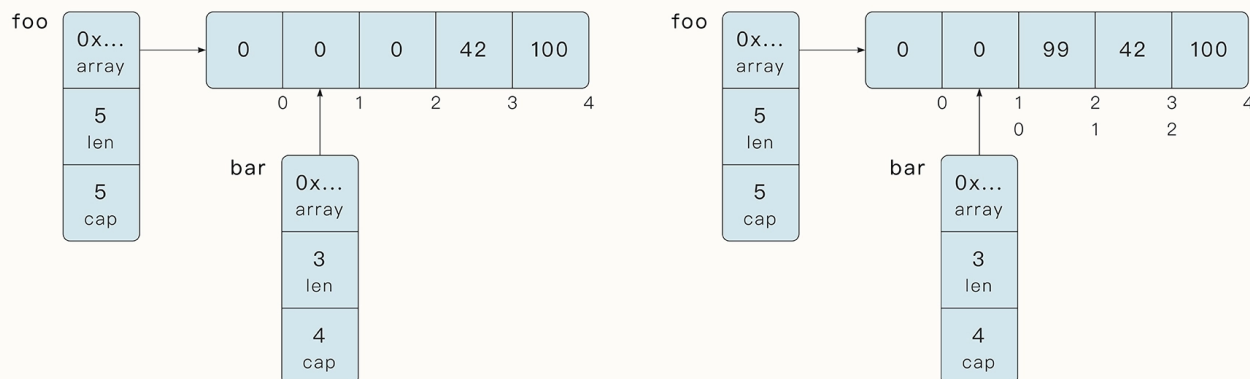 foo
0x...
array
5
len
5
cap
0 0 0 42 100
0 1 2 3 4
bar
0x...
array
3
len
4
cap
foo
0x...
array
5
len
5
cap
0 0 99 42 100
0 1 2 3 4
0 1 2
bar
0x...
array
3
len
4
cap